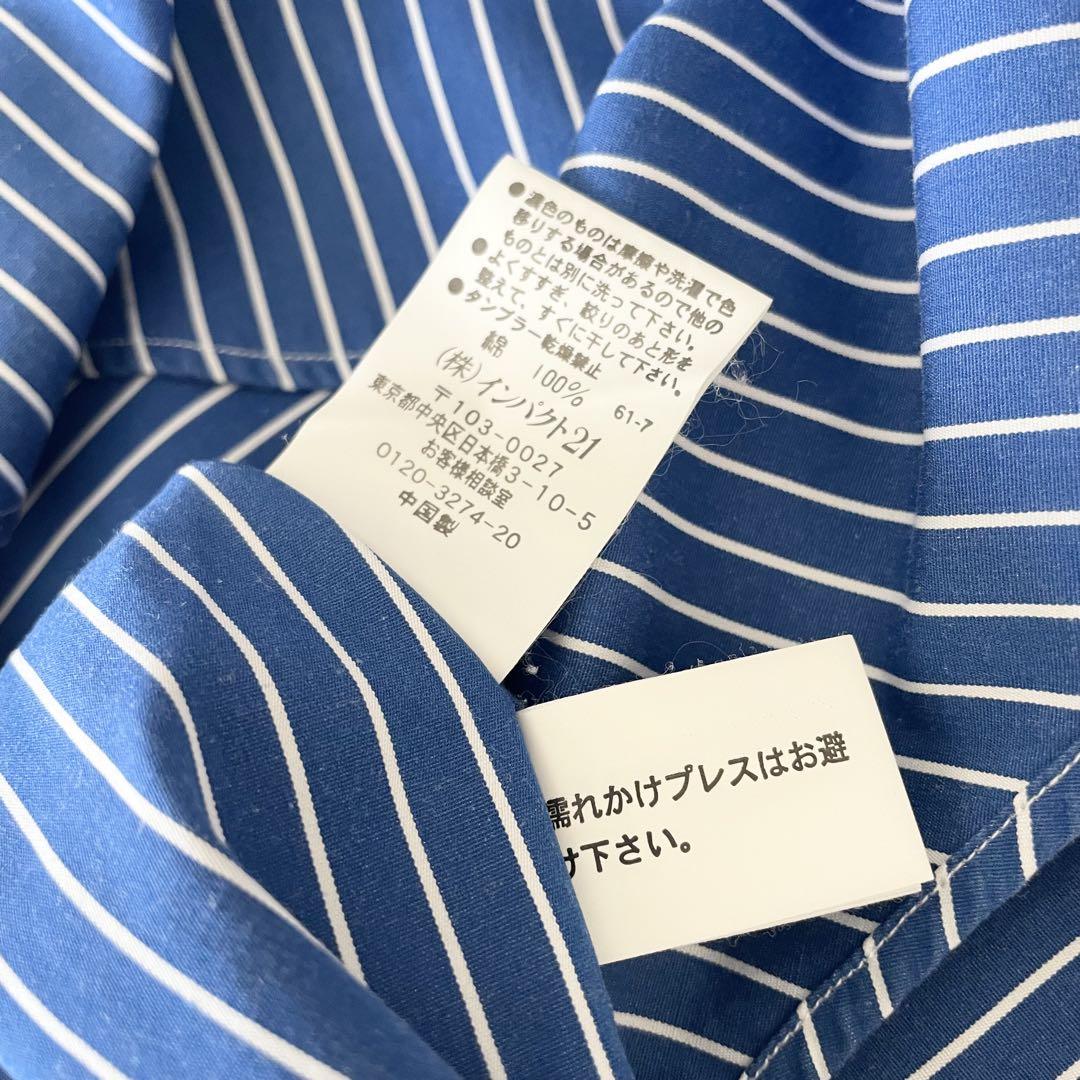 ●濃色のものは摩擦や洗濯で色
移りする場合があるので他の
ものとは別に洗って下さい。
●よくすすぎ、絞りのあと形を
整えて、すぐに干して下さい。
●タンブラー乾燥禁止
綿 100% 61-7
(株)インパクト21
〒103-0027
東京都中央区日本橋3-10-5
お客様相談室
0120-3274-20
中国製
濡れかけプレスはお避
け下さい。